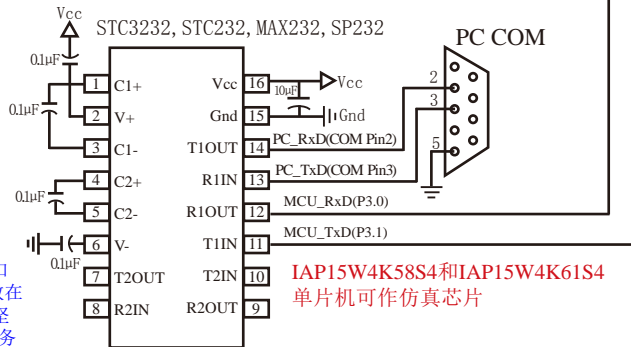 Vcc
STC3232, STC232, MAX232, SP232
PC COM
0.1μF
0.1μF
0.1μF
0.1μF
1 C1+
2 V+
3 C1-
4 C2+
5 C2-
6 V-
7 T2OUT
8 R2IN
Vcc 16
Gnd 15
T1OUT 14
R1IN 13
R1OUT 12
T1IN 11
T2IN 10
R2OUT 9
Vcc
10μF
Gnd
PC_RxD(COM Pin2)
PC_TxD(COM Pin3)
MCU_RxD(P3.0)
MCU_TxD(P3.1)
2
3
5
IAP15W4K58S4和IAP15W4K61S4
单片机可作仿真芯片
在
务